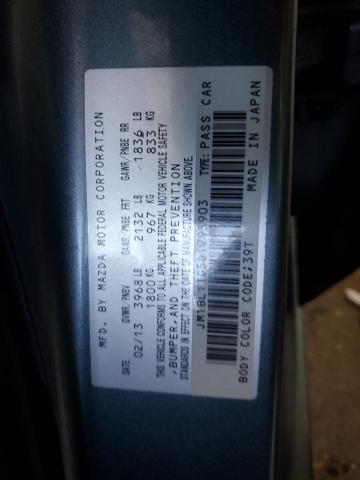 MFD. BY MAZDA MOTOR CORPORATION
DATE GVWR/PNBV GAWR/PNBE FRT GAWR/PNBE RR
02/13 3968 LB 2132 LB 1836 LB
1800 KG 967 KG 833 KG
THIS VEHICLE CONFORMS TO ALL APPLICABLE FEDERAL MOTOR VEHICLE SAFETY
,BUMPER,AND THEFT PREVENTION
STANDARDS IN EFFECT ON THE DATE OF MANUFACTURE SHOWN ABOVE.
TYPE: PASS CAR
BODY COLOR CODE;39T MADE IN JAPAN